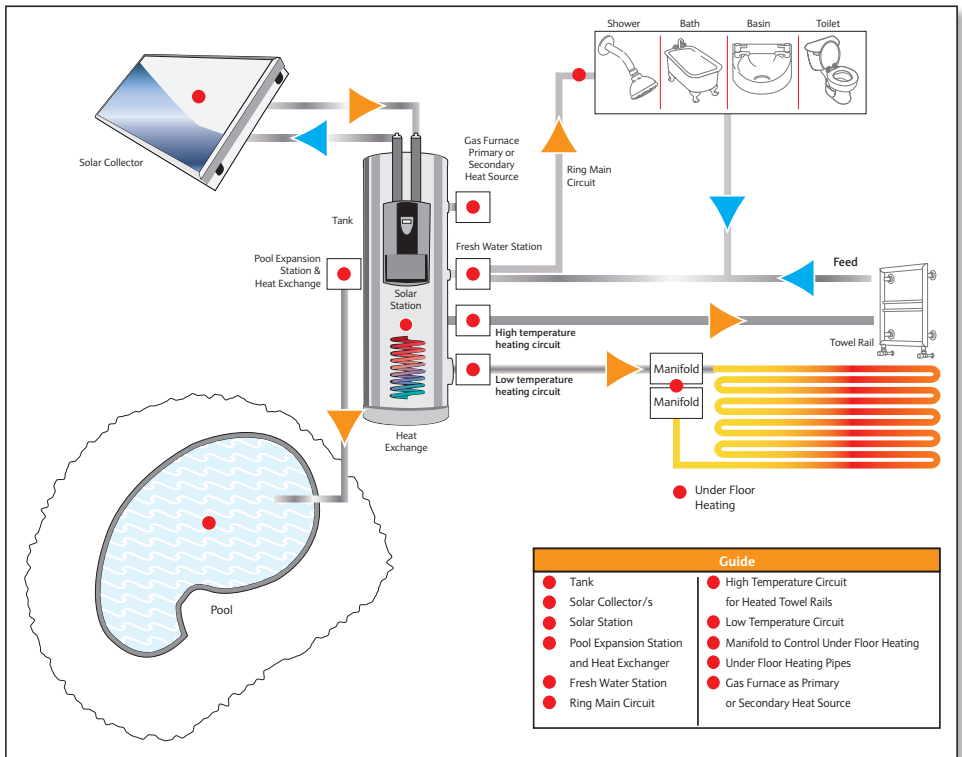 Shower
Bath
Basin
Toilet
Solar Collector
Gas Furnace
Primary or
Secondary
Heat Source
Ring Main
Circuit
Tank
Fresh Water Station
Pool Expansion
Station &
Heat Exchange
Feed
Solar
Station
High temperature
heating circuit
Towel Rail
Low temperature
heating circuit
Manifold
Manifold
Heat
Exchange
Under Floor
Heating
Pool
Guide
Tank
Solar Collector/s
Solar Station
Pool Expansion Station
and Heat Exchanger
Fresh Water Station
Ring Main Circuit
High Temperature Circuit
for Heated Towel Rails
Low Temperature Circuit
Manifold to Control Under Floor Heating
Under Floor Heating Pipes
Gas Furnace as Primary
or Secondary Heat Source